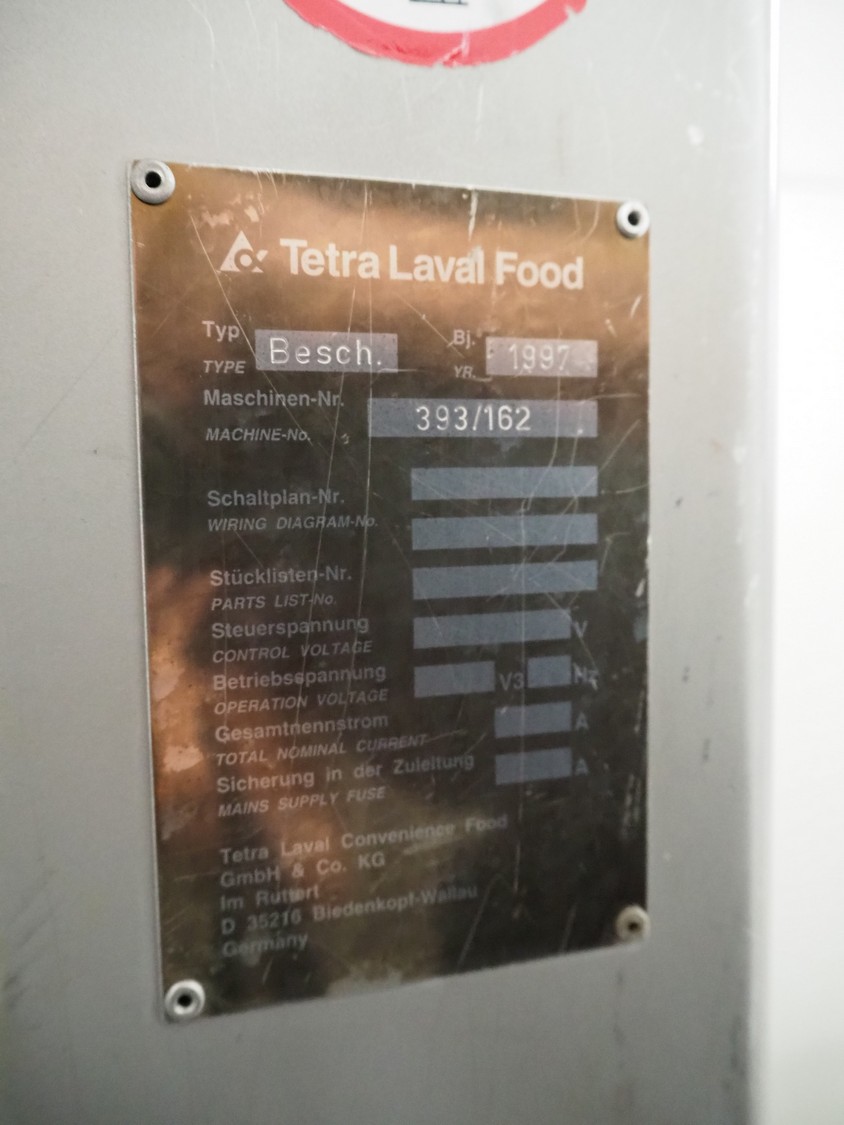 Tetra Laval Food
Typ Besch. Bj. 1997
TYPE YR.
Maschinen-Nr. 393/162
MACHINE-No.
Schaltplan-Nr.
WIRING DIAGRAM-No.
Stücklisten-Nr.
PARTS LIST-No.
Steuerspannung V
CONTROL VOLTAGE
Betriebsspannung V3 Hz
OPERATION VOLTAGE
Gesamtnennstrom A
TOTAL NOMINAL CURRENT
Sicherung in der Zuleitung A
MAINS SUPPLY FUSE
Tetra Laval Convenience Food
GmbH & Co. KG
Im Ruttert
D 35216 Biedenkopf-Wallau
Germany